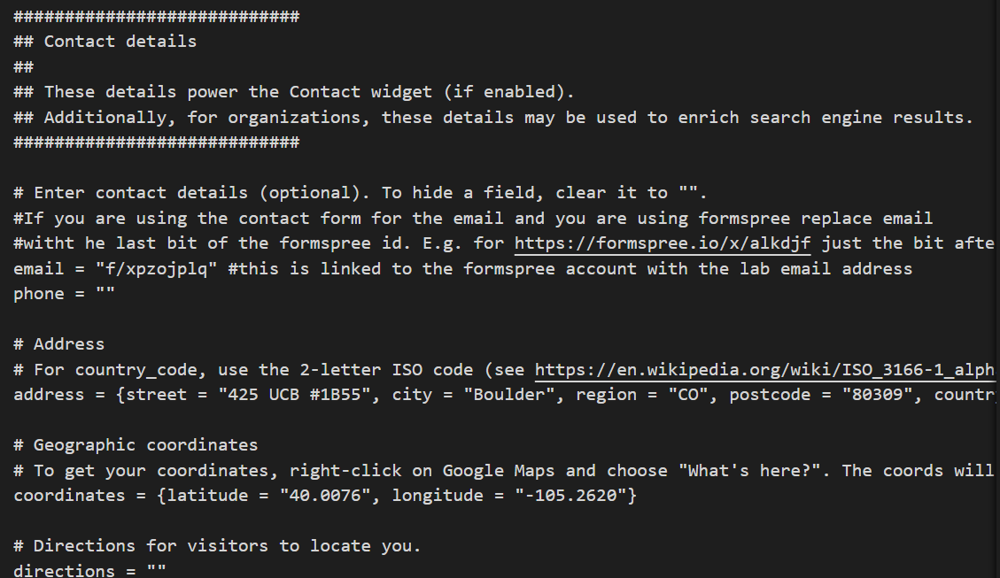 ############################
## Contact details
##
## These details power the Contact widget (if enabled).
## Additionally, for organizations, these details may be used to enrich search engine results.
############################
# Enter contact details (optional). To hide a field, clear it to "".
#If you are using the contact form for the email and you are using formspree replace email
#witht he last bit of the formspree id. E.g. for https://formspree.io/x/alkdjf just the bit afte
email = "f/xpzojplq" #this is linked to the formspree account with the lab email address
phone = ""
# Address
# For country_code, use the 2-letter ISO code (see https://en.wikipedia.org/wiki/ISO_3166-1_alph
address = {street = "425 UCB #1B55", city = "Boulder", region = "CO", postcode = "80309", countr
# Geographic coordinates
# To get your coordinates, right-click on Google Maps and choose "What's here?". The coords will
coordinates = {latitude = "40.0076", longitude = "-105.2620"}
# Directions for visitors to locate you.
directions = ""